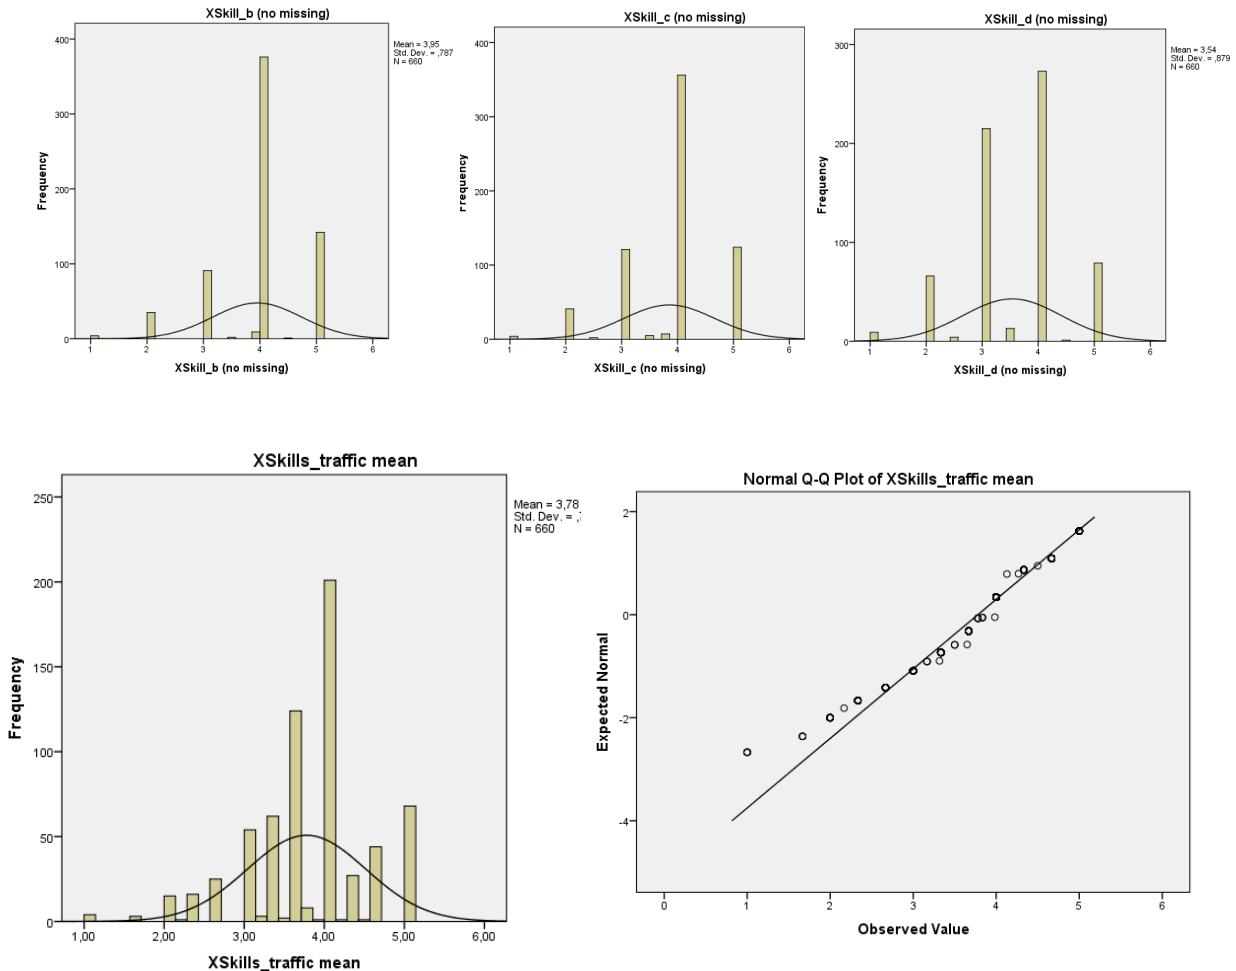 XSkill_b (no missing)
Mean = 3,95
Std. Dev. = ,787
N = 660
400
300
200
100
0
Frequency
1 2 3 4 5 6
XSkill_b (no missing)
XSkill_c (no missing)
400
300
200
100
0
Frequency
1 2 3 4 5 6
XSkill_c (no missing)
XSkill_d (no missing)
Mean = 3,54
Std. Dev. = ,879
N = 660
300
200
100
0
Frequency
1 2 3 4 5 6
XSkill_d (no missing)
XSkills_traffic mean
Mean = 3,78
Std. Dev. = ,
N = 660
250
200
150
100
50
0
Frequency
1,00 2,00 3,00 4,00 5,00 6,00
XSkills_traffic mean
Normal Q-Q Plot of XSkills_traffic mean
2
0
-2
-4
Expected Normal
0 1 2 3 4 5 6
Observed Value